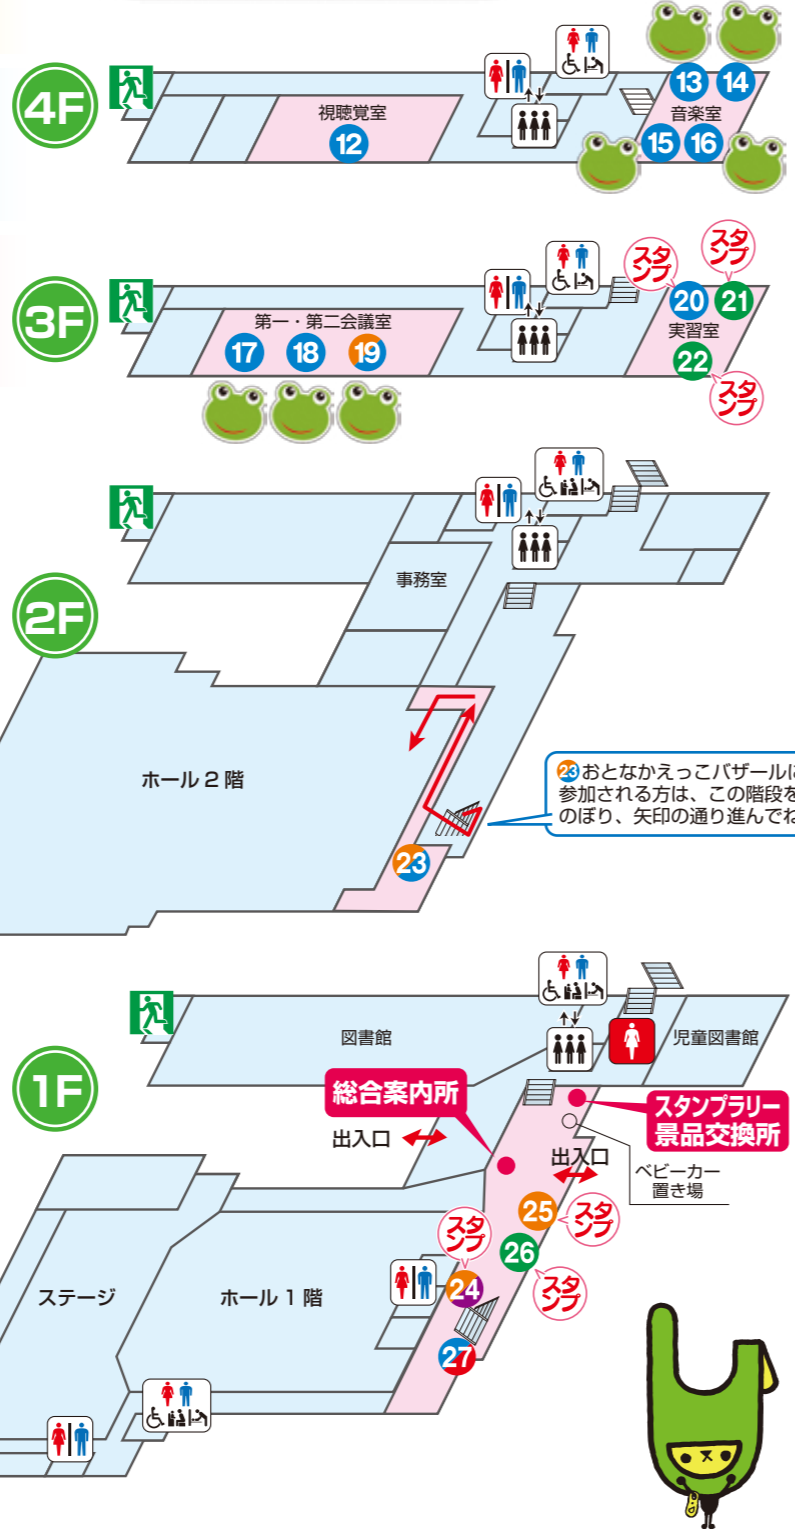 4F
視聴覚室
12
13
14
音楽室
15
16
3F
第一・第二会議室
17
18
19
スタ
ンプ
スタ
ンプ
20
21
実習室
22
スタ
ンプ
2F
事務室
ホール2階
23
23おとなかえっこバザールに
参加される方は、この階段を
のぼり、矢印の通り進んでね
1F
図書館
児童図書館
総合案内所
スタンプラリー
景品交換所
出入口
出入口
ベビーカー
置き場
25
スタ
ンプ
スタ
ンプ
26
24
スタ
ンプ
ステージ
ホール1階
27